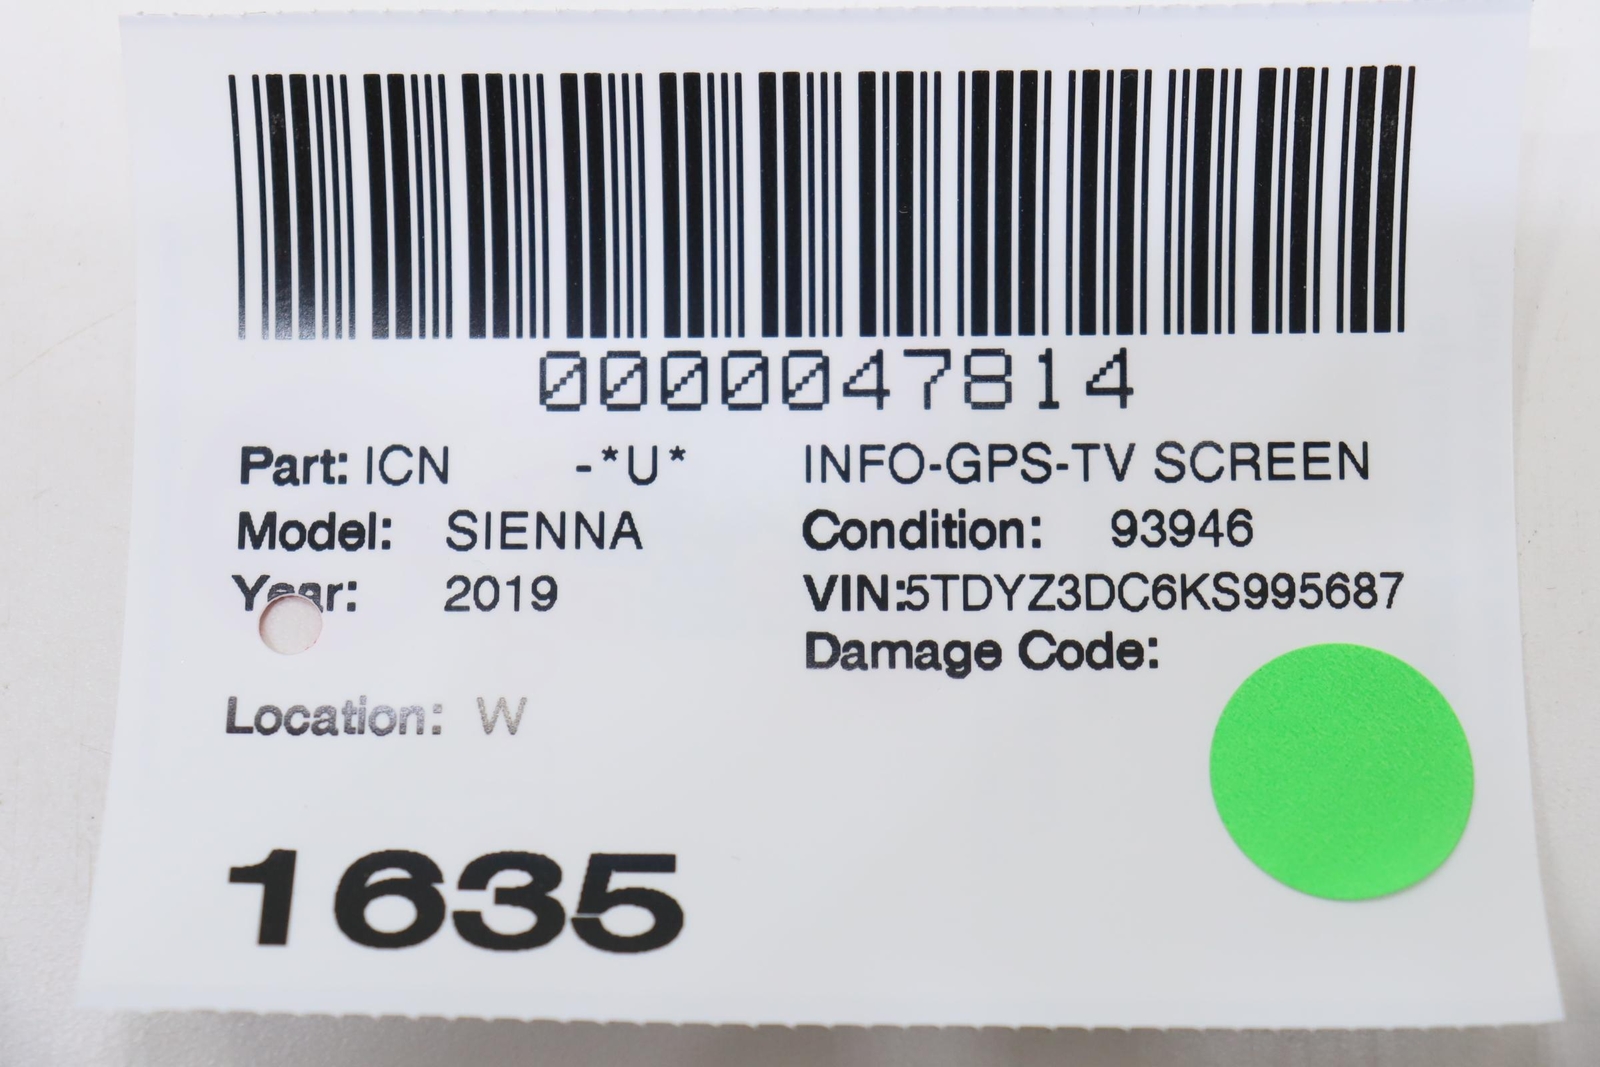 0000047814
Part: ICN -*U* INFO-GPS-TV SCREEN
Model: SIENNA Condition: 93946
Year: 2019 VIN:5TDYZ3DC6KS995687
Damage Code:
Location: W
1635